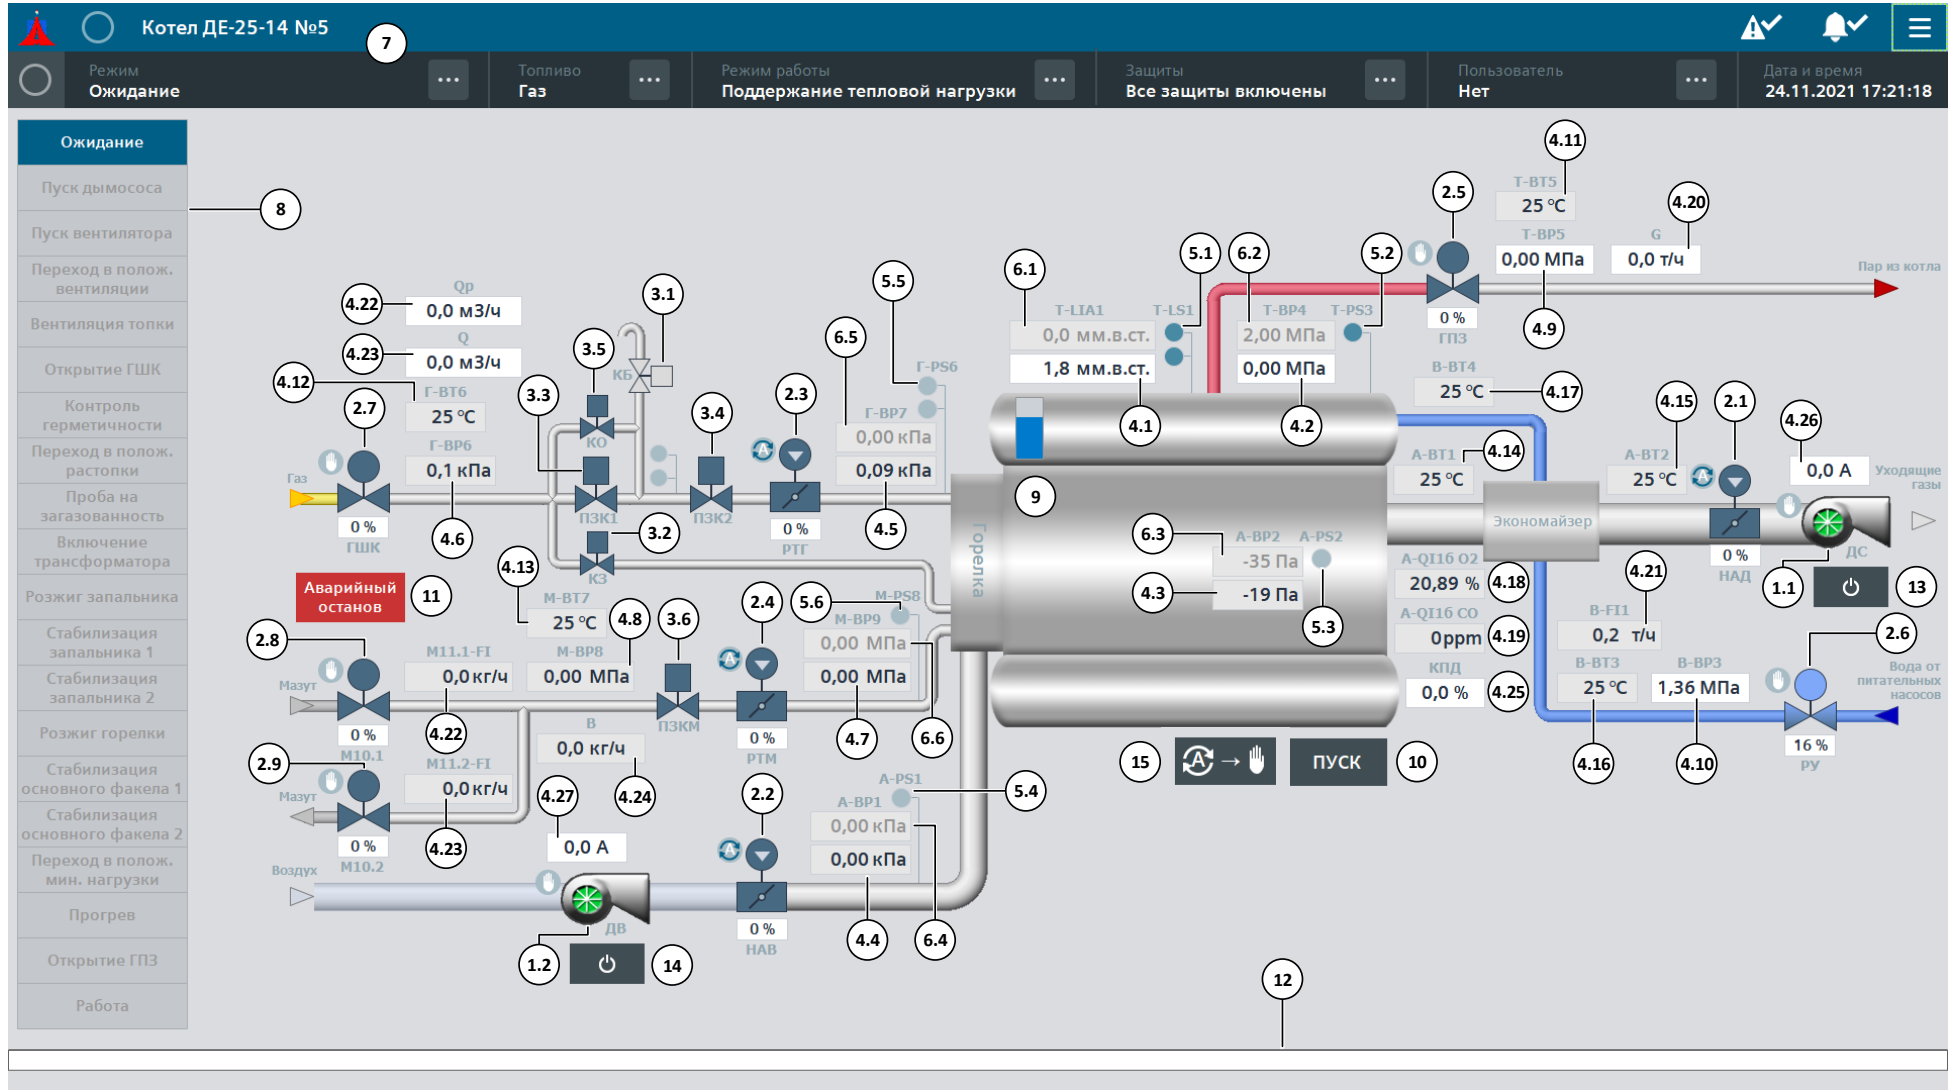 Котел ДЕ-25-14 №5
7
Режим
Ожидание
...
Топливо
Газ
...
Режим работы
Поддержание тепловой нагрузки
...
Защиты
Все защиты включены
...
Пользователь
Нет
...
Дата и время
24.11.2021 17:21:18
Ожидание
Пуск дымососа
Пуск вентилятора
Переход в полож.
вентиляции
Вентиляция топки
Открытие ГШК
Контроль
герметичности
Переход в полож.
растопки
Проба на
загазованность
Включение
трансформатора
Розжиг запальника
Стабилизация
запальника 1
Стабилизация
запальника 2
Розжиг горелки
Стабилизация
основного факела 1
Стабилизация
основного факела 2
Переход в полож.
мин. нагрузки
Прогрев
Открытие ГПЗ
Работа
8
4.11
T-BT5
25 °C
2.5
4.20
T-BP5
0,00 МПа
G
0,0 т/ч
4.9
0 %
ГПЗ
Пар из котла
6.1
5.1
6.2
5.2
T-LIA1
T-LS1
T-BP4
T-PS3
0,0 мм.в.ст.
2,00 МПа
1,8 мм.в.ст.
0,00 МПа
4.1
4.2
4.22
Qp
0,0 м3/ч
4.23
Q
0,0 м3/ч
3.1
3.5
КБ
КО
6.5
5.5
Г-PS6
4.12
Г-BT6
25 °C
2.7
3.3
3.4
2.3
Г-BP7
0,00 кПа
0,09 кПа
4.5
Г-BP6
0,1 кПа
4.6
Газ
0 %
ГШК
ПЗК1
ПЗК2
0 %
РТГ
3.2
КЗ
B-BT4
25 °C
4.17
4.15
2.1
4.26
A-BT1
25 °C
4.14
A-BT2
25 °C
0,0 А
Уходящие
газы
9
Горелка
Экономайзер
6.3
A-BP2
A-PS2
-35 Па
-19 Па
4.3
5.3
A-QI1б O2
20,89 %
4.18
A-QI1б CO
0ppm
4.19
КПД
0,0 %
4.25
0 %
НАД
ДС
1.1
13
4.21
B-FI1
0,2 т/ч
2.6
B-BT3
25 °C
4.16
B-BP3
1,36 МПа
4.10
Вода от
питательных
насосов
16 %
РУ
Аварийный
останов
11
4.13
M-BT7
25 °C
4.8
3.6
2.4
5.6
M-PS8
M-BP9
0,00 МПа
0,00 МПа
4.7
6.6
2.8
M11.1-FI
0,0 кг/ч
4.22
M-BP8
0,00 МПа
Мазут
0 %
М10.1
B
0,0 кг/ч
4.24
ПЗКМ
0 %
РТМ
2.9
M11.2-FI
0,0 кг/ч
4.23
Мазут
0 %
М10.2
4.27
0,0 А
2.2
A-PS1
5.4
A-BP1
0,00 кПа
0,00 кПа
4.4
6.4
Воздух
ДВ
1.2
14
0 %
НАВ
15
A → 
ПУСК
10
12